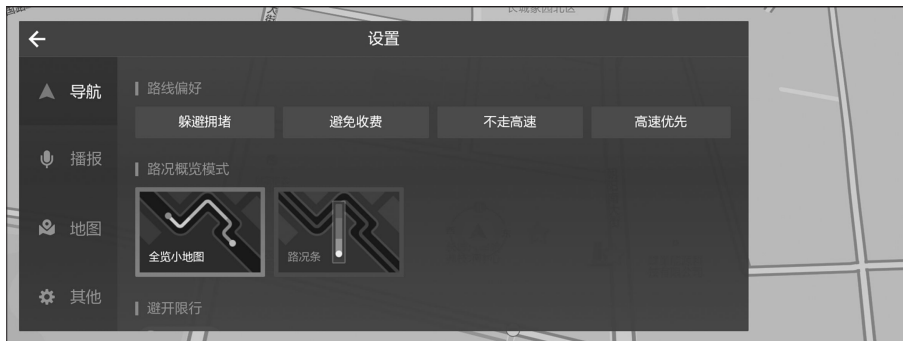 设置
导航
播报
地图
其他
路线偏好
躲避拥堵
避免收费
不走高速
高速优先
路况概览模式
全览小地图
路况条
避开限行